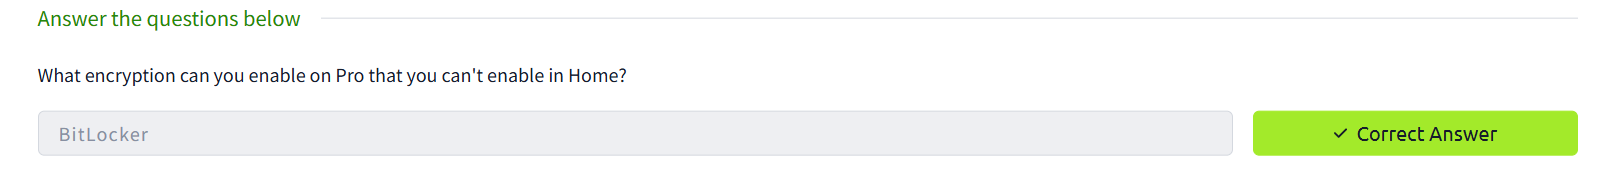 Answer the questions below
What encryption can you enable on Pro that you can't enable in Home?
BitLocker
Correct Answer